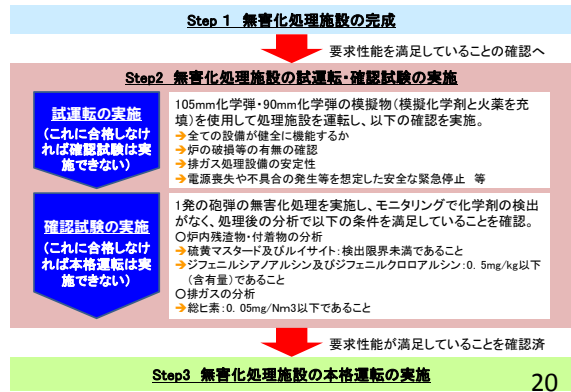 Step 1 無害化処理施設の完成
要求性能を満足していることの確認へ
Step2 無害化処理施設の試運転・確認試験の実施
試運転の実施
(これに合格しなけ
れば確認試験は実
施できない)
105mm化学弾・90mm化学弾の模擬物(模擬化学剤と火薬を充
填)を使用して処理施設を運転し、以下の確認を実施。
➔全ての設備が健全に機能するか
➔炉の破損等の有無の確認
➔排ガス処理設備の安定性
➔電源喪失や不具合の発生等を想定した安全な緊急停止 等
確認試験の実施
(これに合格しなけ
れば本格運転は実
施できない)
1発の砲弾の無害化処理を実施し、モニタリングで化学剤の検出
がなく、処理後の分析で以下の条件を満足していることを確認。
○炉内残渣物・付着物の分析
➔硫黄マスタード及びルイサイト:検出限界未満であること
➔ジフェニルシアノアルシン及びジフェニルクロロアルシン:0.5mg/kg以下
(含有量)であること
○排ガスの分析
➔総ヒ素:0.05mg/Nm3以下であること
要求性能が満足していることを確認済
Step3 無害化処理施設の本格運転の実施
20